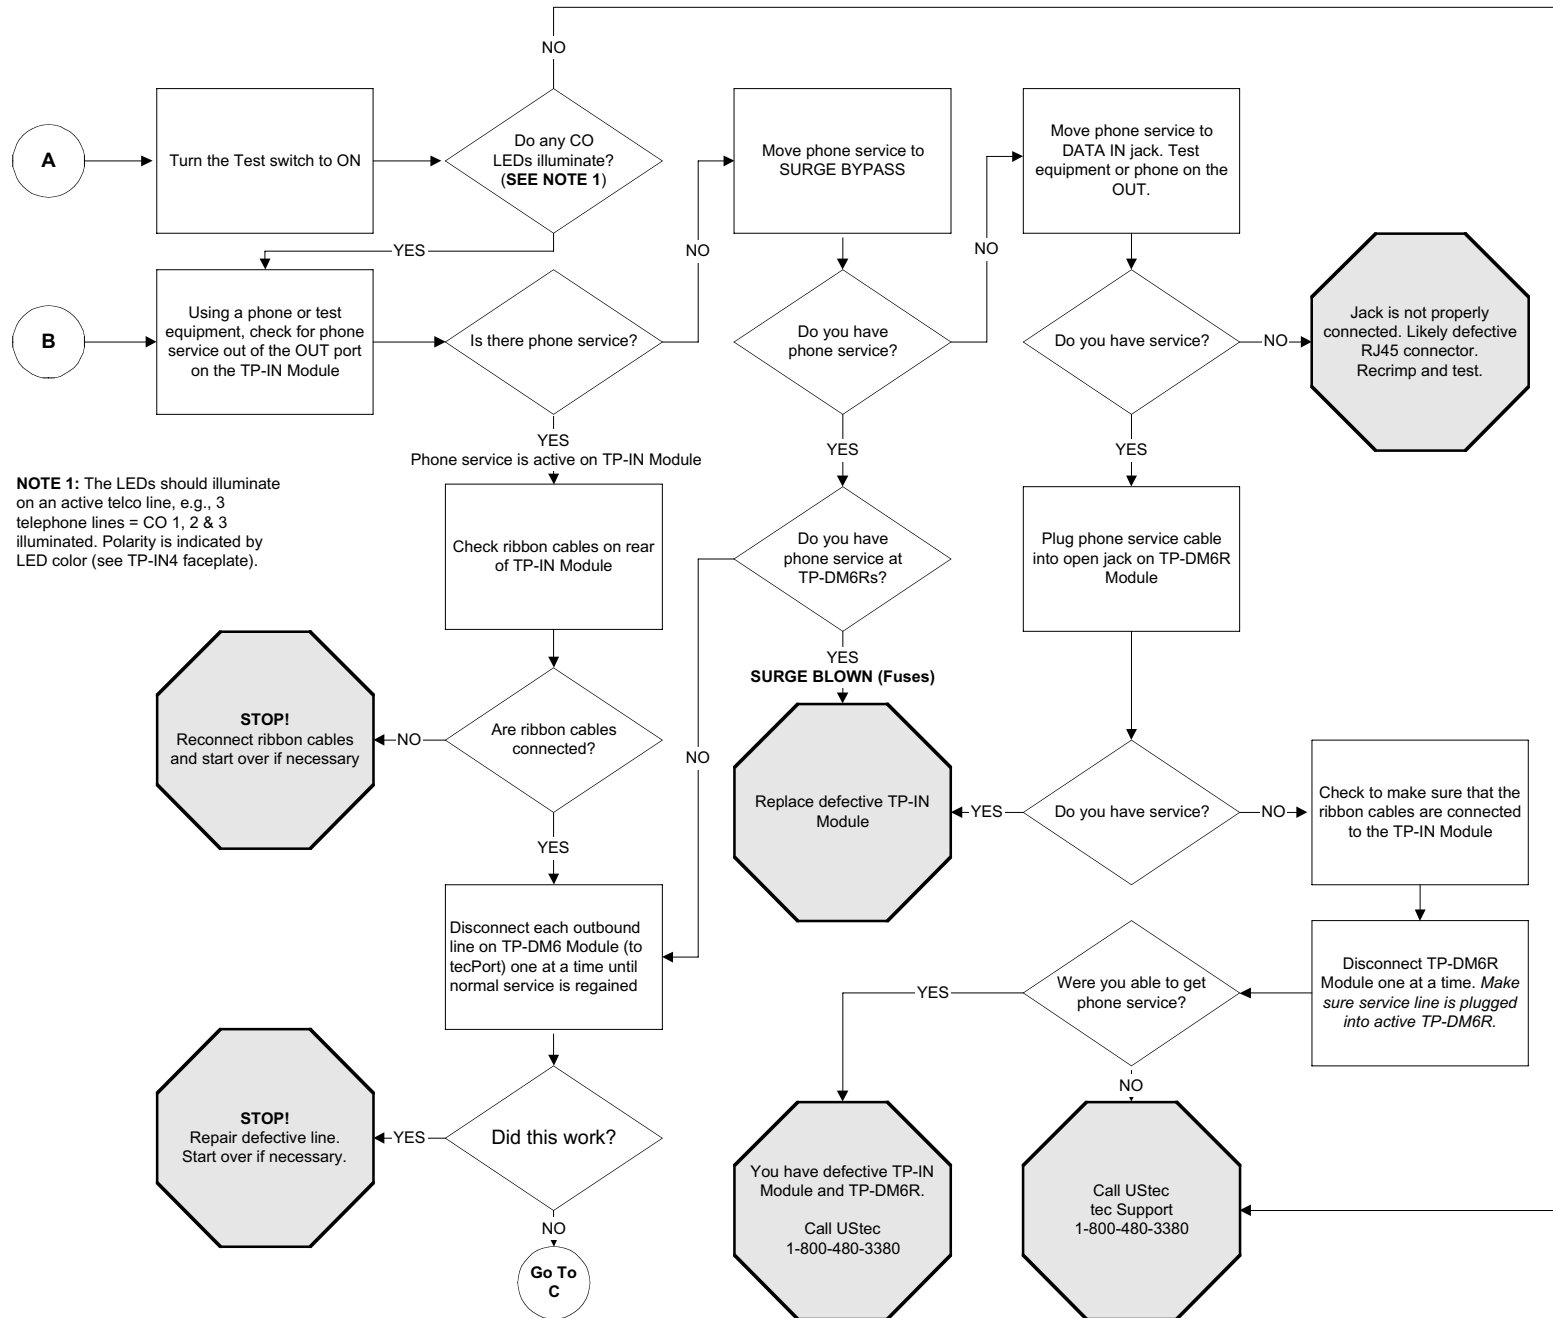 NO
A
Turn the Test switch to ON
Do any CO
LEDs illuminate?
(SEE NOTE 1)
Move phone service to
SURGE BYPASS
Move phone service to
DATA IN jack. Test
equipment or phone on the
OUT.
YES
NO
NO
B
Using a phone or test
equipment, check for phone
service out of the OUT port
on the TP-IN Module
Is there phone service?
Do you have
phone service?
Do you have service?
NO
Jack is not properly
connected. Likely defective
RJ45 connector.
Recrimp and test.
YES
Phone service is active on TP-IN Module
YES
YES
NOTE 1: The LEDs should illuminate
on an active telco line, e.g., 3
telephone lines = CO 1, 2 & 3
illuminated. Polarity is indicated by
LED color (see TP-IN4 faceplate).
Check ribbon cables on rear
of TP-IN Module
Do you have
phone service at
TP-DM6Rs?
Plug phone service cable
into open jack on TP-DM6R
Module
YES
SURGE BLOWN (Fuses)
STOP!
Reconnect ribbon cables
and start over if necessary
NO
Are ribbon cables
connected?
NO
Replace defective TP-IN
Module
YES
Do you have service?
NO
Check to make sure that the
ribbon cables are connected
to the TP-IN Module
YES
Disconnect each outbound
line on TP-DM6 Module (to
tecPort) one at a time until
normal service is regained
YES
Were you able to get
phone service?
Disconnect TP-DM6R
Module one at a time. Make
sure service line is plugged
into active TP-DM6R.
NO
STOP!
Repair defective line.
Start over if necessary.
YES
Did this work?
You have defective TP-IN
Module and TP-DM6R.
Call UStec
1-800-480-3380
Call UStec
tec Support
1-800-480-3380
NO
Go To
C